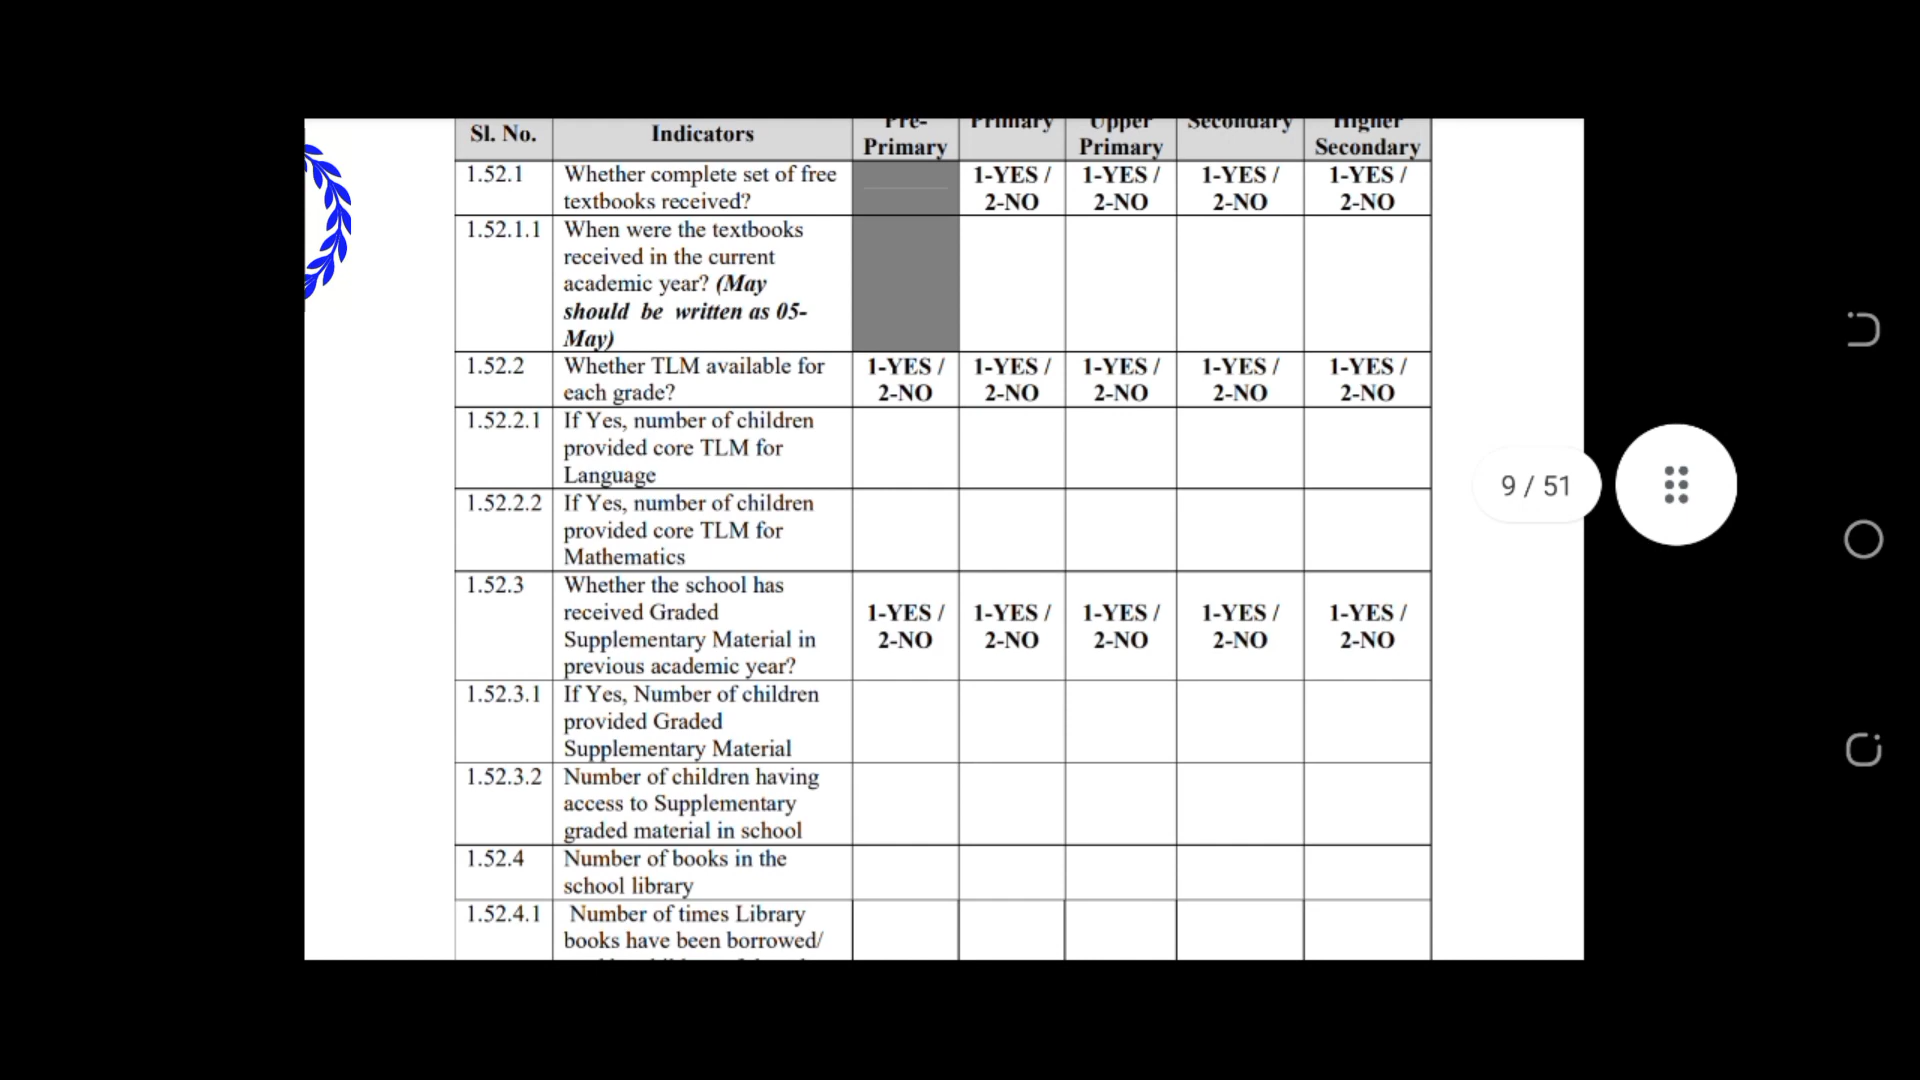 Sl. No. Indicators Pre-Primary Primary Upper Primary Secondary Higher Secondary
1.52.1 Whether complete set of free textbooks received? 1-YES / 2-NO 1-YES / 2-NO 1-YES / 2-NO 1-YES / 2-NO
1.52.1.1 When were the textbooks
received in the current
academic year? (May
should be written as 05-
May)
1.52.2 Whether TLM available for each grade? 1-YES / 2-NO 1-YES / 2-NO 1-YES / 2-NO 1-YES / 2-NO 1-YES / 2-NO
1.52.2.1 If Yes, number of children
provided core TLM for
Language
9 / 51
1.52.2.2 If Yes, number of children
provided core TLM for
Mathematics
1.52.3 Whether the school has received Graded Supplementary Material in previous academic year? 1-YES / 2-NO 1-YES / 2-NO 1-YES / 2-NO 1-YES / 2-NO 1-YES / 2-NO
1.52.3.1 If Yes, Number of children
provided Graded
Supplementary Material
1.52.3.2 Number of children having
access to Supplementary
graded material in school
1.52.4 Number of books in the
school library
1.52.4.1 Number of times Library
books have been borrowed/